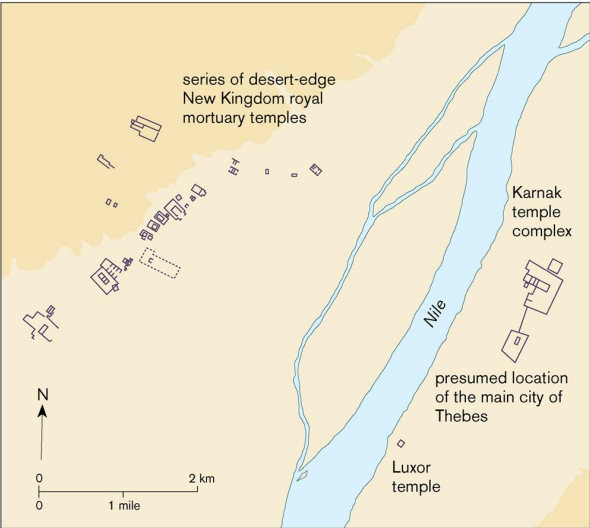 series of desert-edge
New Kingdom royal
mortuary temples
Karnak
temple
complex
Nile
presumed location
of the main city of
Thebes
Luxor
temple
N
0 2 km
0 1 mile